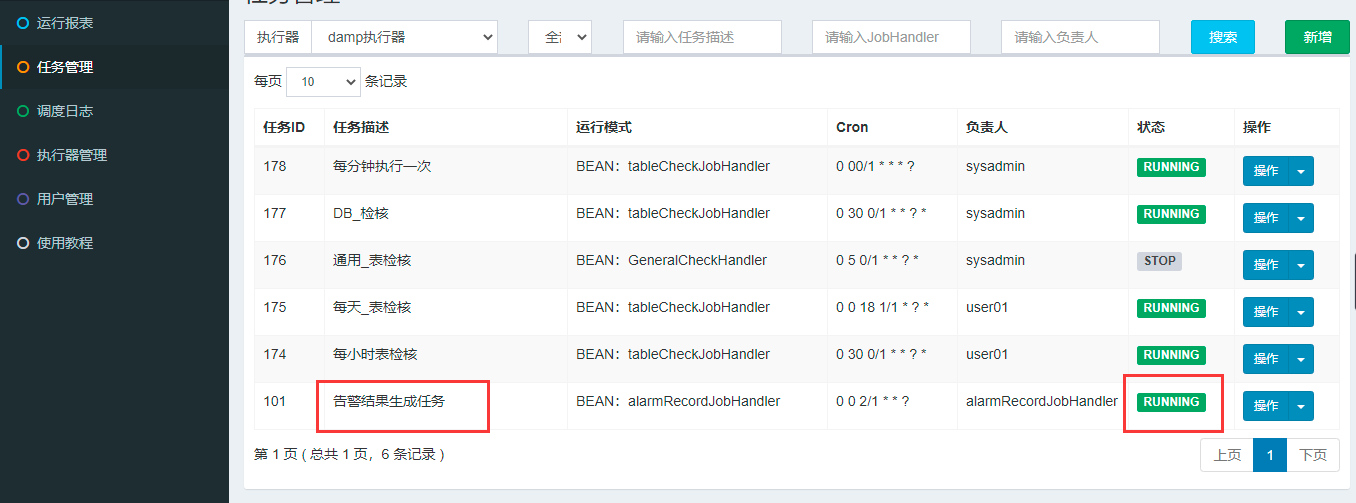 任务管理
运行报表
任务管理
调度日志
执行器管理
用户管理
使用教程
执行器 damp执行器 全部 请输入任务描述 请输入JobHandler 请输入负责人 搜索 新增
每页 10 条记录
任务ID 任务描述 运行模式 Cron 负责人 状态 操作
178 每分钟执行一次 BEAN：tableCheckJobHandler 0 00/1 * * * ? sysadmin RUNNING 操作
177 DB_检核 BEAN：tableCheckJobHandler 0 30 0/1 * * ? * sysadmin RUNNING 操作
176 通用_表检核 BEAN：GeneralCheckHandler 0 5 0/1 * * ? * sysadmin STOP 操作
175 每天_表检核 BEAN：tableCheckJobHandler 0 0 18 1/1 * ? * user01 RUNNING 操作
174 每小时表检核 BEAN：tableCheckJobHandler 0 30 0/1 * * ? * user01 RUNNING 操作
101 告警结果生成任务 BEAN：alarmRecordJobHandler 0 0 2/1 * * ? alarmRecordJobHandler RUNNING 操作
第 1 页 ( 总共 1 页，6 条记录 ) 上页 1 下页